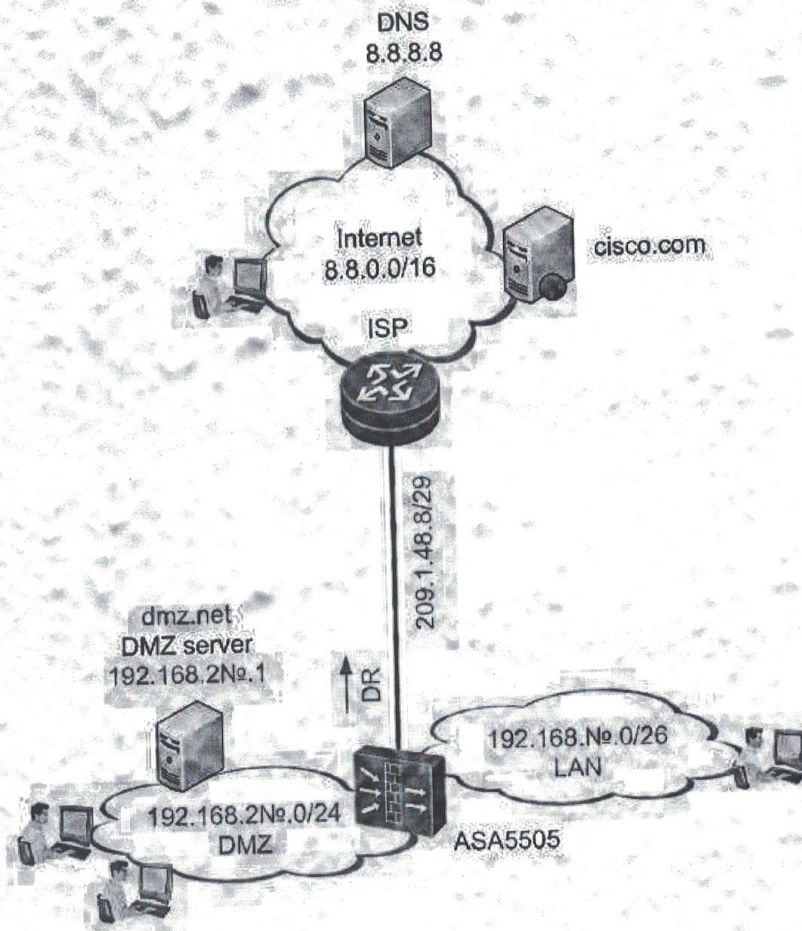 DNS
8.8.8.8
Internet
8.8.0.0/16
cisco.com
ISP
209.1.48.8/29
dmz.net
DMZ server
192.168.2№.1
DR
192.168.№.0/26
LAN
192.168.2№.0/24
DMZ
ASA5505